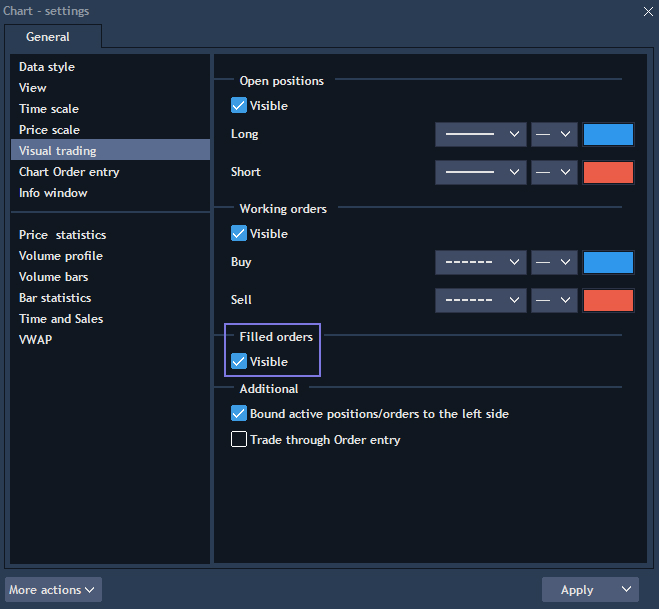 Chart - settings
General
Data style
View
Time scale
Price scale
Visual trading
Chart Order entry
Info window
Price statistics
Volume profile
Volume bars
Bar statistics
Time and Sales
VWAP
Open positions
Visible
Long
Short
Working orders
Visible
Buy
Sell
Filled orders
Visible
Additional
Bound active positions/orders to the left side
Trade through Order entry
More actions
Apply